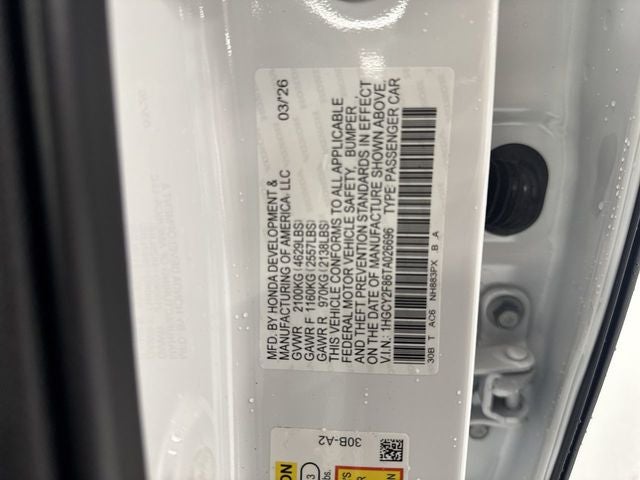 MFD. BY HONDA DEVELOPMENT &
MANUFACTURING OF AMERICA, LLC 03/'26
GVWR 2100KG (4629LBS)
GAWR F 1160KG (2557LBS)
GAWR R 970KG (2138LBS)
THIS VEHICLE CONFORMS TO ALL APPLICABLE
FEDERAL MOTOR VEHICLE SAFETY, BUMPER,
AND THEFT PREVENTION STANDARDS IN EFFECT
ON THE DATE OF MANUFACTURE SHOWN ABOVE.
V.I.N.: 1HGCY2F86TA026696 TYPE PASSENGER CAR
30B T AC6 NH883PX .B .A
30B-A2